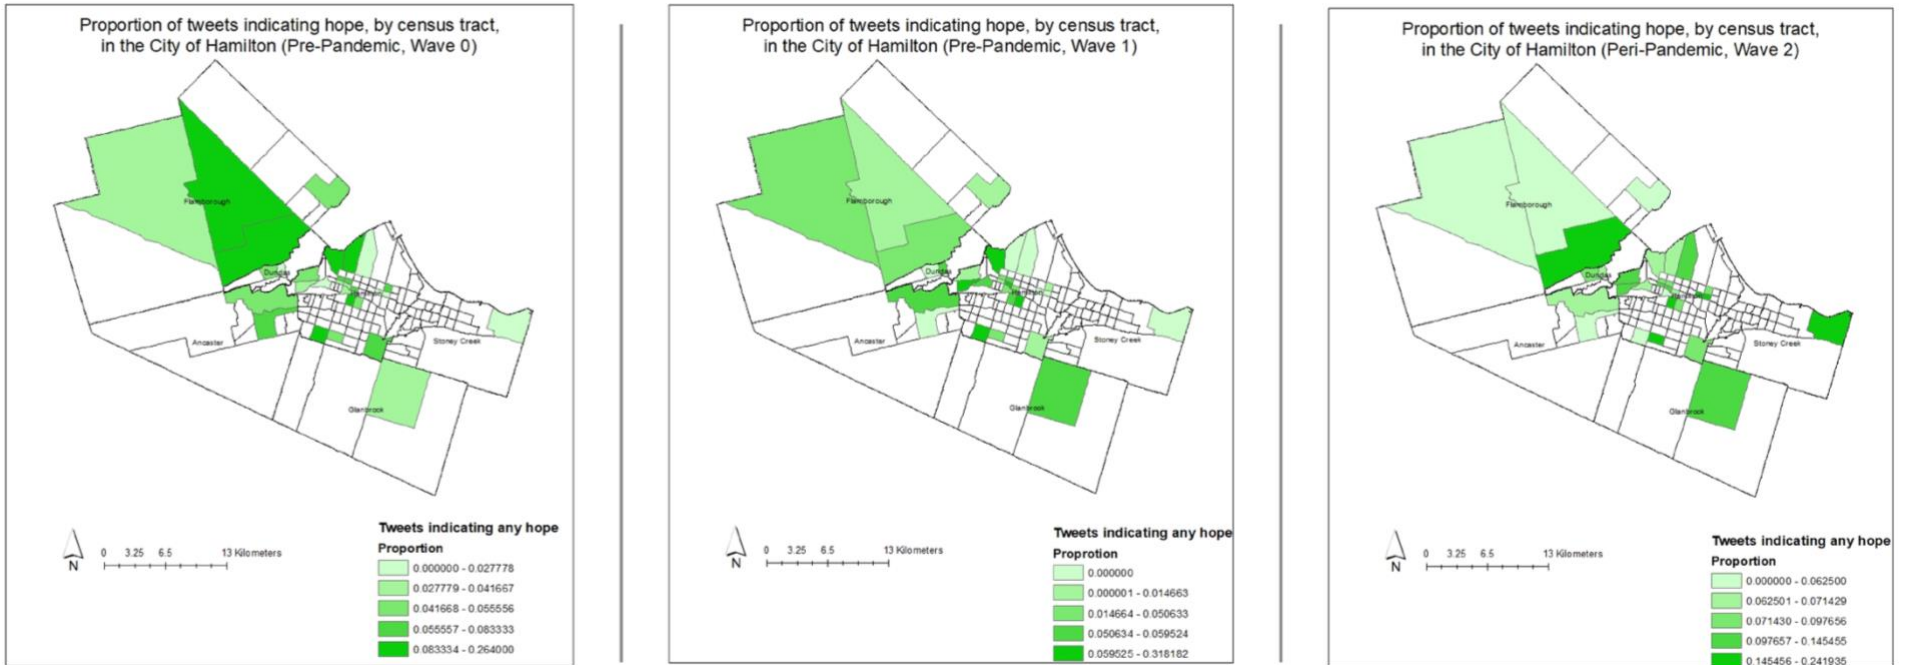 Proportion of tweets indicating hope, by census tract,
in the City of Hamilton (Pre-Pandemic, Wave 0)
Flamborough
Dundas
Hamilton
Ancaster
Stoney Creek
Glanbrook
N
0 3.25 6.5 13 Kilometers
Tweets indicating any hope
Proportion
0.000000 - 0.027778
0.027779 - 0.041667
0.041668 - 0.055556
0.055557 - 0.083333
0.083334 - 0.264000
Proportion of tweets indicating hope, by census tract,
in the City of Hamilton (Pre-Pandemic, Wave 1)
Flamborough
Dundas
Hamilton
Ancaster
Stoney Creek
Glanbrook
N
0 3.25 6.5 13 Kilometers
Tweets indicating any hope
Proprotion
0.000000
0.000001 - 0.014663
0.014664 - 0.050633
0.050634 - 0.059524
0.059525 - 0.318182
Proportion of tweets indicating hope, by census tract,
in the City of Hamilton (Peri-Pandemic, Wave 2)
Flamborough
Dundas
Hamilton
Ancaster
Stoney Creek
Glanbrook
N
0 3.25 6.5 13 Kilometers
Tweets indicating any hope
Proportion
0.000000 - 0.062500
0.062501 - 0.071429
0.071430 - 0.097656
0.097657 - 0.145455
0.145456 - 0.241935